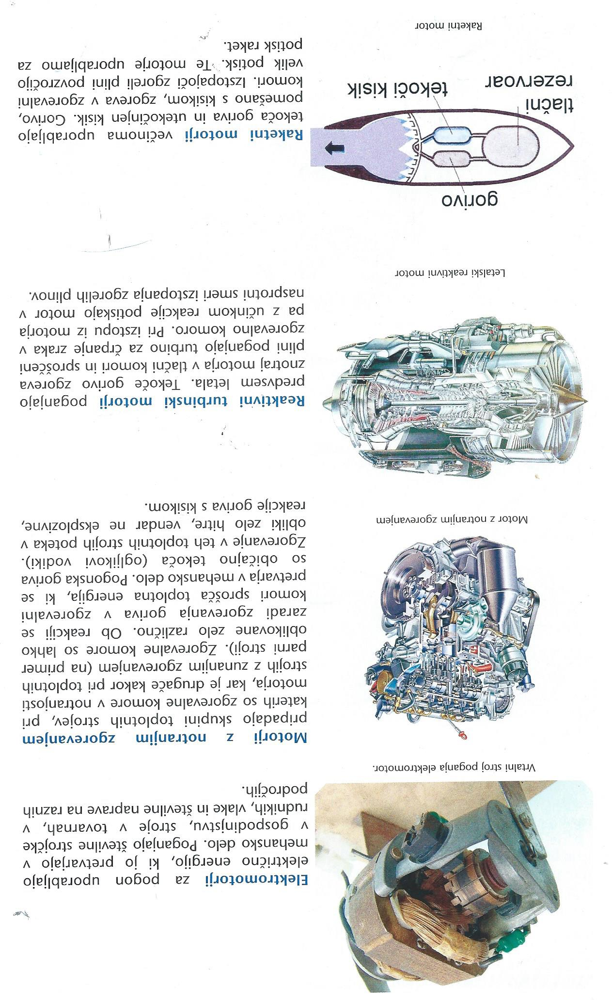 Elektromotorji za pogon uporabljajo
električno energijo, ki jo pretvarjajo v
mehansko delo. Poganjajo številne strojčke
v gospodinjstvu, stroje v tovarnah, v
rudnikih, vlake in številne naprave na raznih
področjih.
Vrtalni stroj poganja elektromotor.
Motorji z notranjim zgorevanjem
pripadajo skupini toplotnih strojev, pri
katerih so zgorevalne komore v notranjosti
motorja, kar je drugače kakor pri toplotnih
strojih z zunanjim zgorevanjem (na primer
parni stroji). Zgorevalne komore so lahko
oblikovane zelo različno. Ob reakciji se
zaradi zgorevanja goriva v zgorevalni
komori sprošča toplotna energija, ki se
pretvarja v mehansko delo. Pogonska goriva
so običajno tekoča (ogljikovi vodiki).
Zgorevanje v teh toplotnih strojih poteka v
obliki zelo hitre, vendar ne eksplozivne,
reakcije goriva s kisikom.
Motor z notranjim zgorevanjem
Reaktivni turbinski motorji poganjajo
predvsem letala. Tekoče gorivo zgoreva
znotraj motorja v tlačni komori in sproščeni
plini poganjajo turbino za črpanje zraka v
zgorevalno komoro. Pri izstopu iz motorja
pa z učinkom reakcije potiskajo motor v
nasprotni smeri izstopanja zgorelih plinov.
Letalski reaktivni motor
Raketni motorji večinoma uporabljajo
tekoča goriva in utekočinjen kisik. Gorivo,
pomešano s kisikom, zgoreva v zgorevalni
komori. Izstopajoči zgoreli plini povzročijo
velik potisk. Te motorje uporabljamo za
potisk raket.
gorivo
tlačni
rezervoar
tekoči kisik
Raketni motor